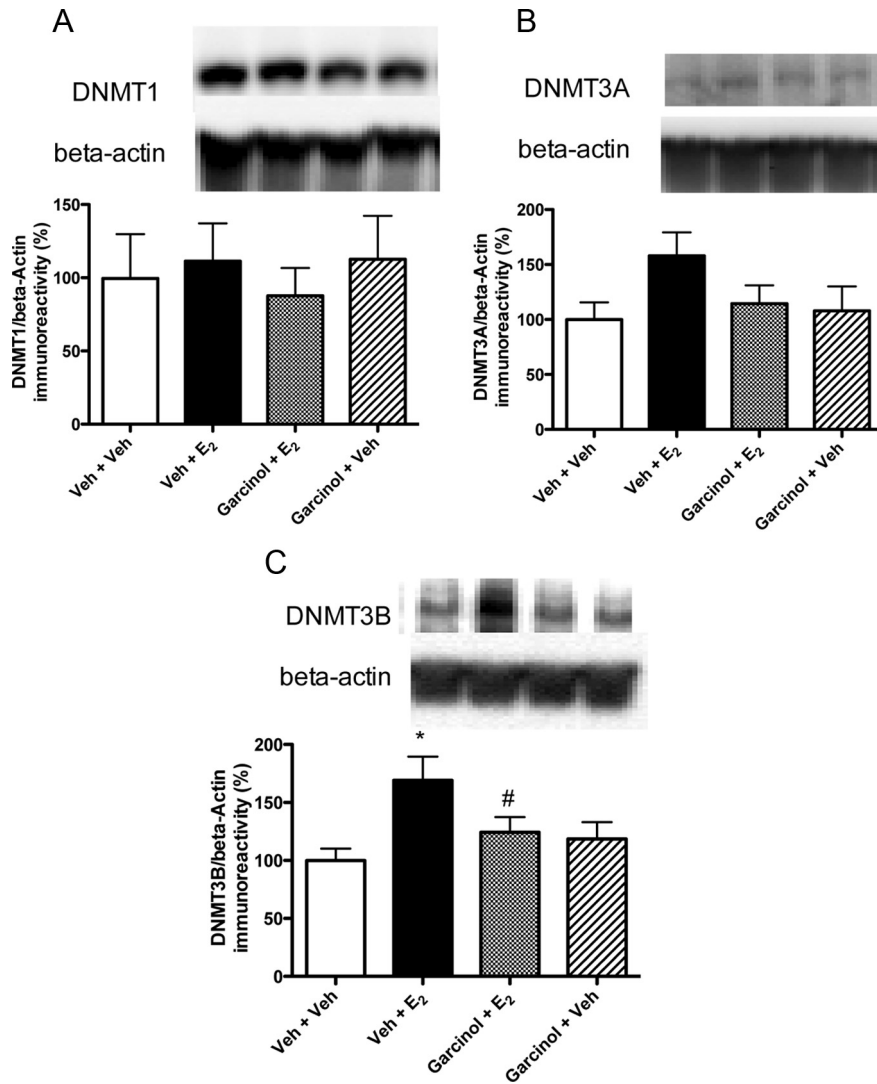 A
DNMT1
beta-actin
DNMT1/beta-Actin
immunoreactivity (%)
150
100
50
0
Veh + Veh
Veh + E₂
Garcinol + E₂
Garcinol + Veh
B
DNMT3A
beta-actin
DNMT3A/beta-Actin
immunoreactivity (%)
200
150
100
50
0
Veh + Veh
Veh + E₂
Garcinol + E₂
Garcinol + Veh
C
DNMT3B
beta-actin
DNMT3B/beta-Actin
immunoreactivity (%)
200
150
100
50
0
*
#
Veh + Veh
Veh + E₂
Garcinol + E₂
Garcinol + Veh